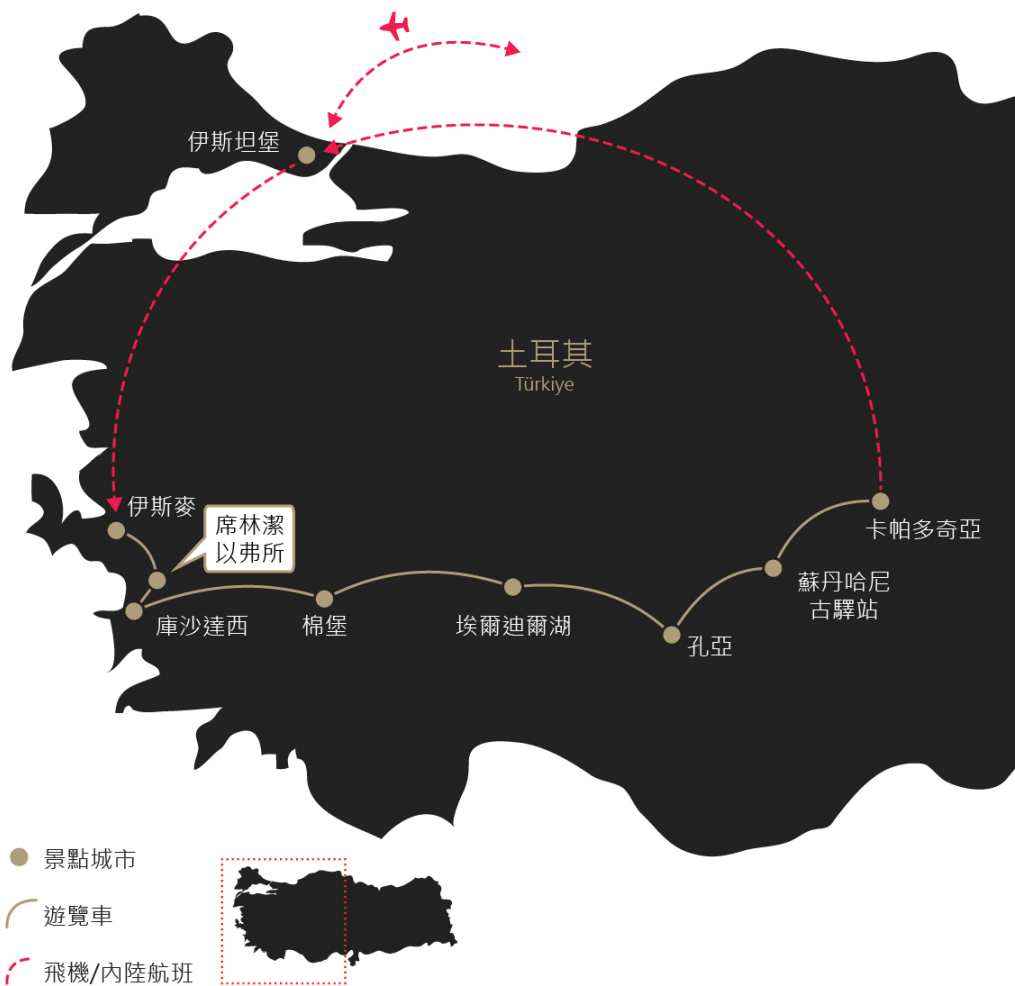 伊斯坦堡
土耳其
Türkiye
伊斯麥
席林潔
以弗所
卡帕多奇亞
蘇丹哈尼
古驛站
庫沙達西
棉堡
埃爾迪爾湖
孔亞
景點城市
遊覽車
飛機/內陸航班